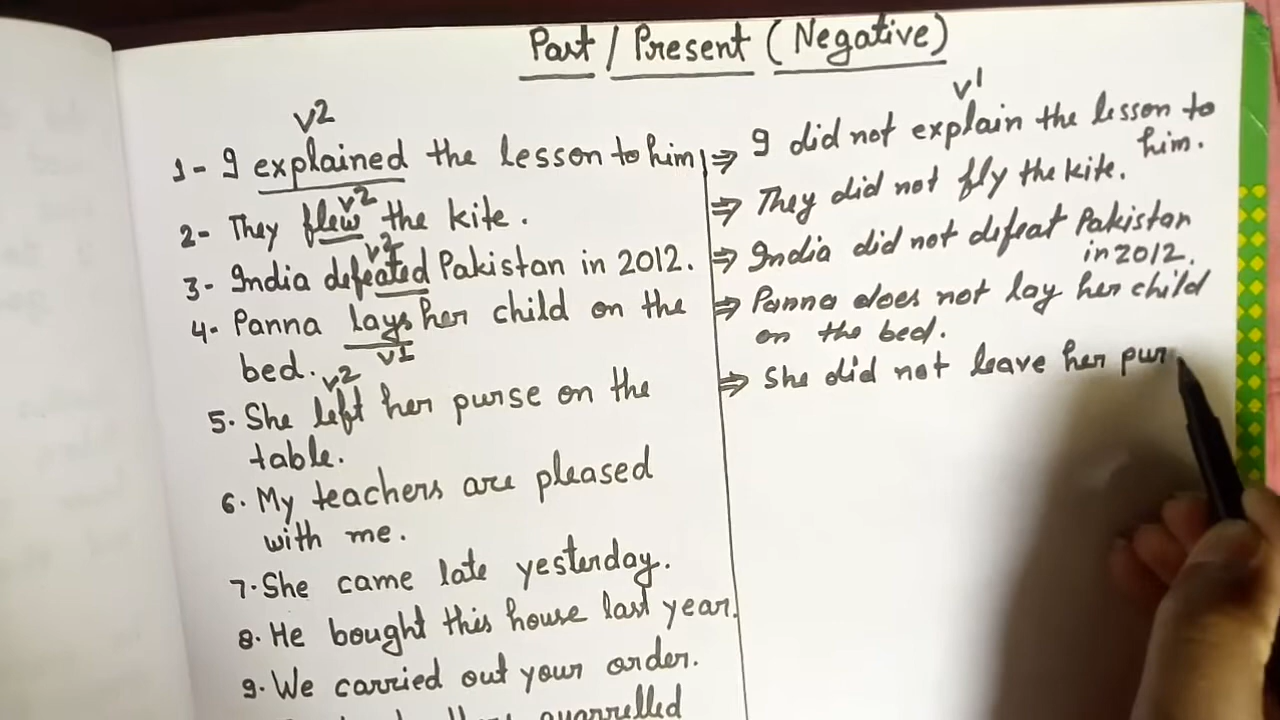 Past / Present (Negative)
v2
1- I explained the lesson to him
v2
2- They flew the kite.
v2
3- India defeated Pakistan in 2012.
4- Panna lays her child on the
v1
bed.
v2
5. She left her purse on the
table.
6. My teachers are pleased
with me.
7. She came late yesterday.
8. He bought this house last year.
9. We carried out your order.
quarrelled
v1
⇒ I did not explain the lesson to
him.
⇒ They did not fly the kite.
⇒ India did not defeat Pakistan
in 2012.
⇒ Panna does not lay her child
on the bed.
⇒ She did not leave her pur